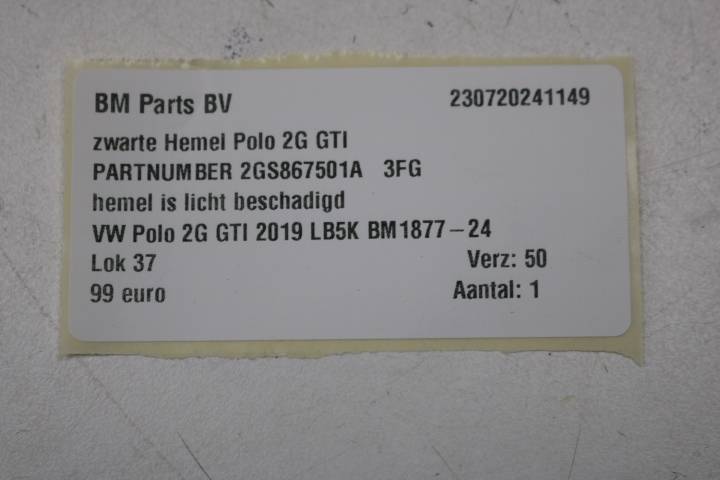 BM Parts BV 230720241149
zwarte Hemel Polo 2G GTI
PARTNUMBER 2GS867501A 3FG
hemel is licht beschadigd
VW Polo 2G GTI 2019 LB5K BM1877-24
Lok 37 Verz: 50
99 euro Aantal: 1